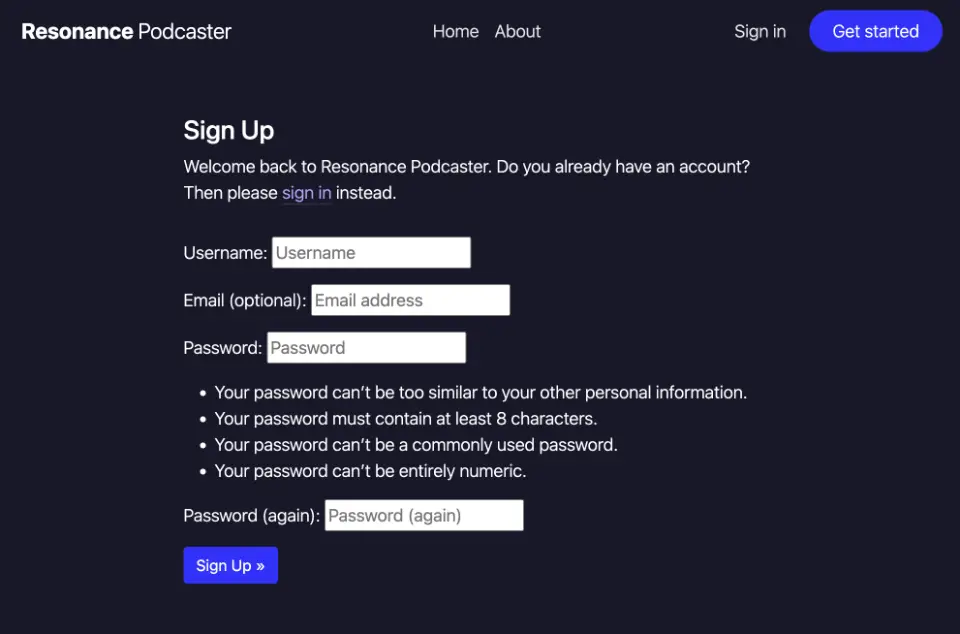 Resonance Podcaster Home About Sign in Get started
Sign Up
Welcome back to Resonance Podcaster. Do you already have an account?
Then please sign in instead.
Username: Username
Email (optional): Email address
Password: Password
• Your password can’t be too similar to your other personal information.
• Your password must contain at least 8 characters.
• Your password can’t be a commonly used password.
• Your password can’t be entirely numeric.
Password (again): Password (again)
Sign Up »